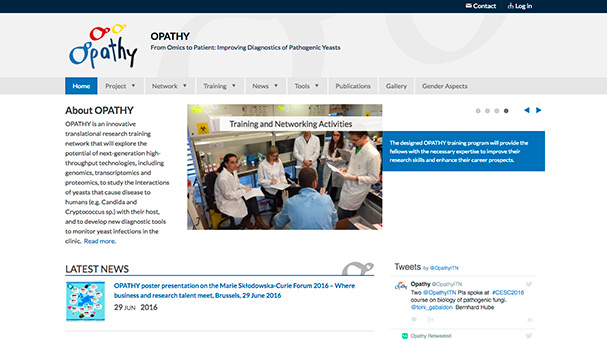 Contact Log in
Opathy
OPATHY
From Omics to Patient: Improving Diagnostics of Pathogenic Yeasts
Home Project Network Training News Tools Publications Gallery Gender Aspects
About OPATHY
OPATHY is an innovative
translational research training
network that will explore the
potential of next-generation high-
throughput technologies, including
genomics, transcriptomics and
proteomics, to study the interactions
of yeasts that cause disease to
humans (e.g. Candida and
Cryptococcus sp.) with their host,
and to develop new diagnostic tools
to monitor yeast infections in the
clinic. Read more.
Training and Networking Activities
The designed OPATHY training program will provide the
fellows with the necessary expertise to improve their
research skills and enhance their career prospects.
LATEST NEWS
OPATHY poster presentation on the Marie Skłodowska-Curie Forum 2016 – Where
business and research talent meet, Brussels, 29 June 2016
29 JUN 2016
Tweets by @OpathyITN
Opathy @OpathyITN
Two @OpathyITN PIs spoke at #CESC2016
course on biology of pathogenic fungi.
@toni_gabaldon Bernhard Hube
Opathy Retweeted